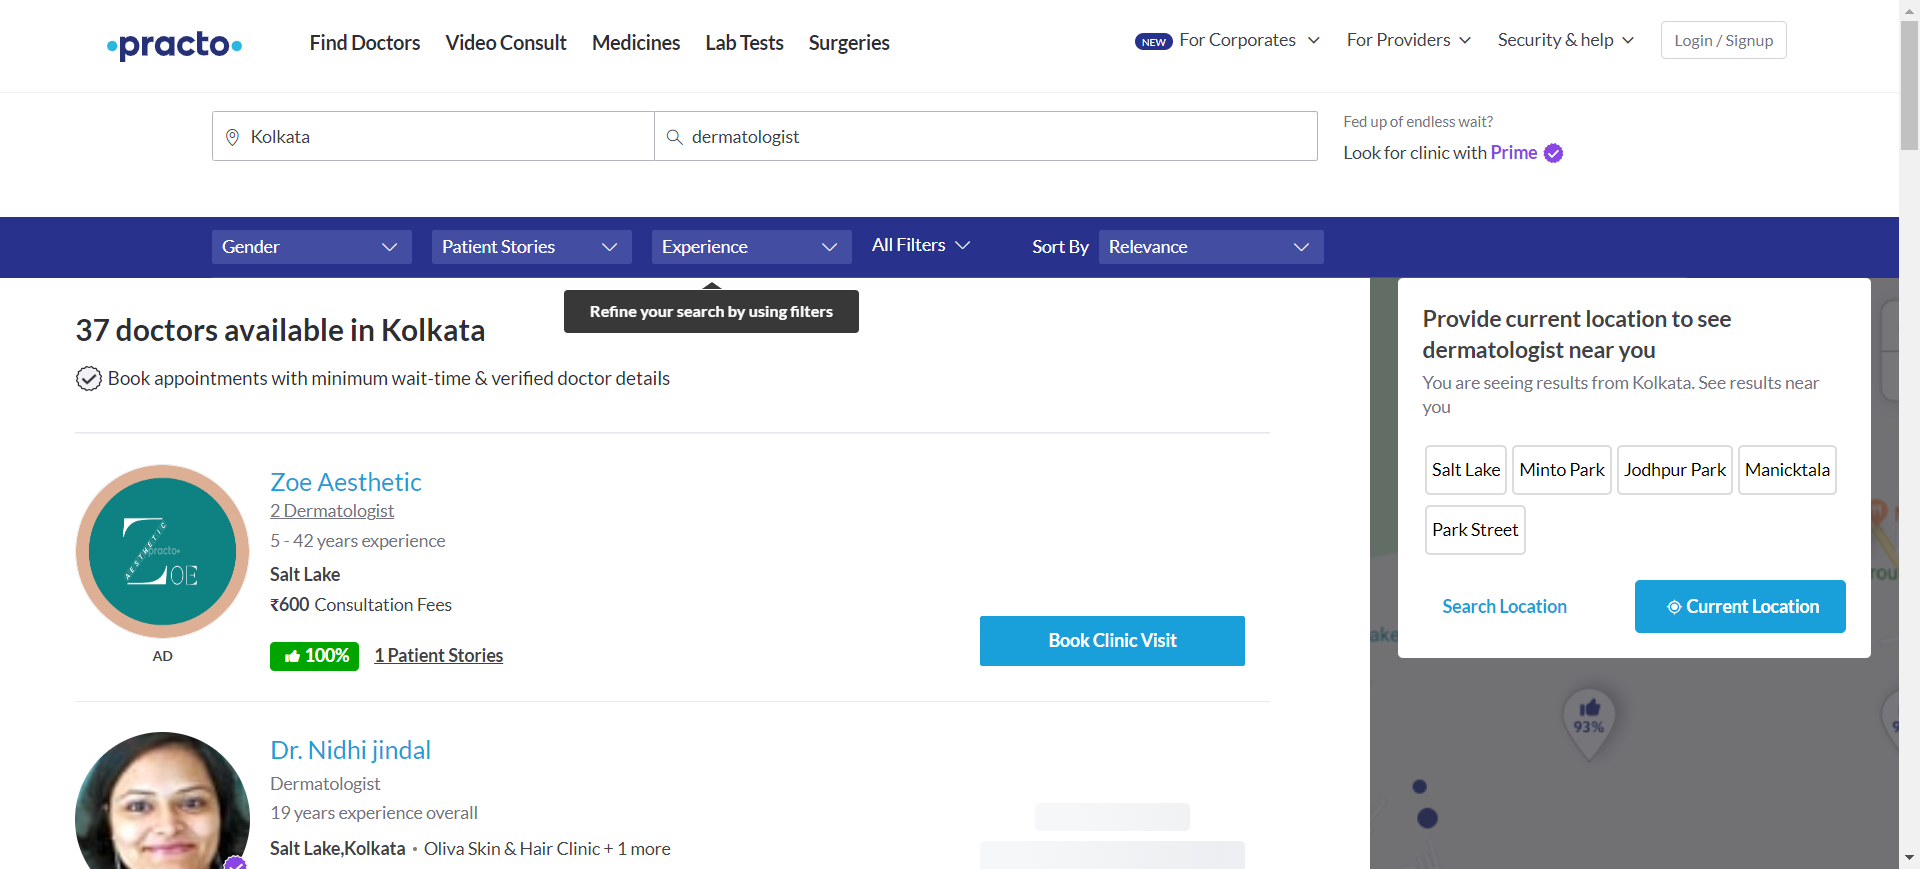 practo
Find Doctors
Video Consult
Medicines
Lab Tests
Surgeries
NEW
For Corporates
For Providers
Security & help
Login / Signup
Kolkata
dermatologist
Fed up of endless wait?
Look for clinic with Prime
Gender
Patient Stories
Experience
All Filters
Sort By
Relevance
Refine your search by using filters
37 doctors available in Kolkata
Book appointments with minimum wait-time & verified doctor details
ZOE
AESTHETIC
practo
AD
Zoe Aesthetic
2 Dermatologist
5 - 42 years experience
Salt Lake
₹600 Consultation Fees
100%
1 Patient Stories
Book Clinic Visit
Dr. Nidhi jindal
Dermatologist
19 years experience overall
Salt Lake,Kolkata • Oliva Skin & Hair Clinic + 1 more
Provide current location to see
dermatologist near you
You are seeing results from Kolkata. See results near
you
Salt Lake
Minto Park
Jodhpur Park
Manicktala
Park Street
Search Location
Current Location
93%